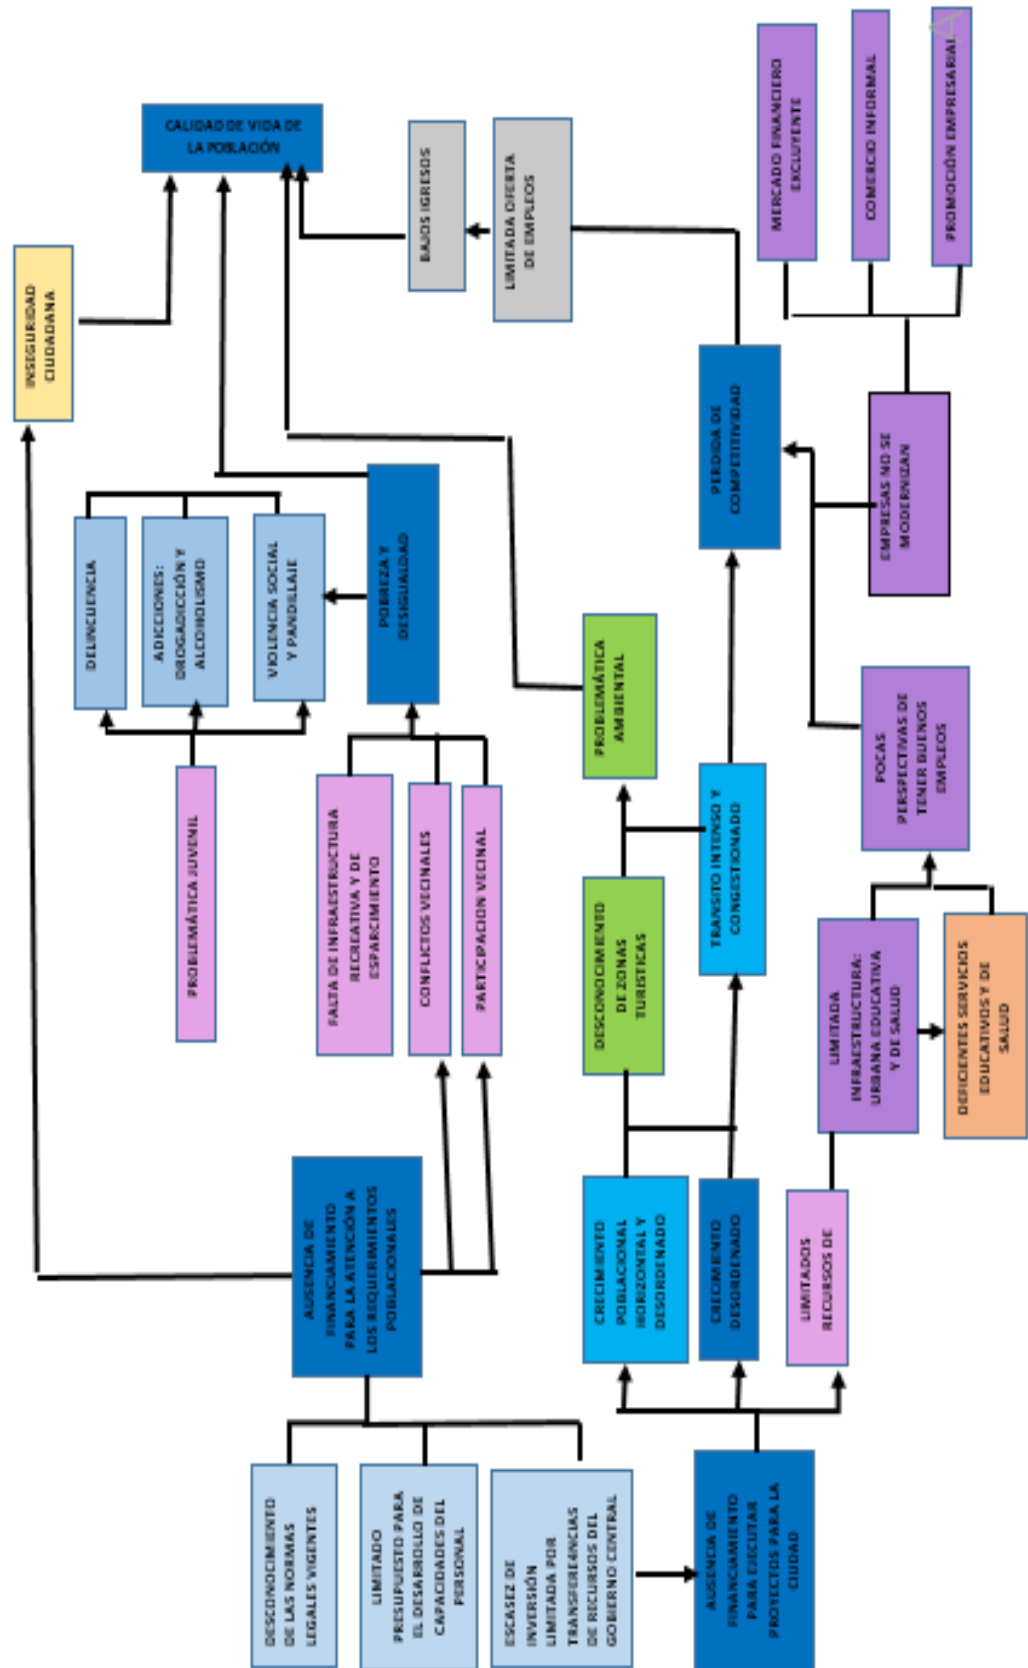 INSEGURIDAD
CIUDADANA
DELINCUENCIA
ADICCIONES:
DROGADICCIÓN Y
ALCOHOLISMO
VIOLENCIA SOCIAL
Y PANDILLAJE
PROBLEMÁTICA JUVENIL
CALIDAD DE VIDA DE
LA POBLACIÓN
DESCONOCIMIENTO
DE LAS NORMAS
LEGALES VIGENTES
AUSENCIA DE
FINANCIAMIENTO
PARA LA ATENCIÓN A
LOS REQUERIMIENTOS
POBLACIONALES
FALTA DE INFRAESTRUCTURA
RECREATIVA Y DE
ESPARCIMIENTO
POBREZA Y
DESIGUALDAD
LIMITADO
PRESUPUESTO PARA
EL DESARROLLO DE
CAPACIDADES DEL
PERSONAL
CONFLICTOS VECINALES
BAJOS IGRESOS
PARTICIPACION VECINAL
ESCASEZ DE
INVERSIÓN
LIMITADA POR
TRANSFERE4NCIAS
DE RECURSOS DEL
GOBIERNO CENTRAL
LIMITADA OFERTA
DE EMPLEOS
CRECIMIENTO
POBLACIONAL
HORIZONTAL Y
DESORDENADO
DESCONOCIMIENTO
DE ZONAS
TURISTICAS
PROBLEMÁTICA
AMBIENTAL
AUSENCIA DE
FINANCIAMIENTO
PARA EJECUTAR
PROYECTOS PARA LA
CIUDAD
CRECIMIENTO
DESORDENADO
TRANSITO INTENSO Y
CONGESTIONADO
PERDIDA DE
COMPETITIVIDAD
LIMITADOS
RECURSOS DE
LIMITADA
INFRAESTRUCTURA:
URBANA EDUCATIVA
Y DE SALUD
POCAS
PERSPECTIVAS DE
TENER BUENOS
EMPLEOS
EMPRESAS NO SE
MODERNIZAN
MERCADO FINANCIERO
EXCLUYENTE
COMERCIO INFORMAL
PROMOCIÓN EMPRESARIAL
DEFICIENTES SERVICIOS
EDUCATIVOS Y DE
SALUD